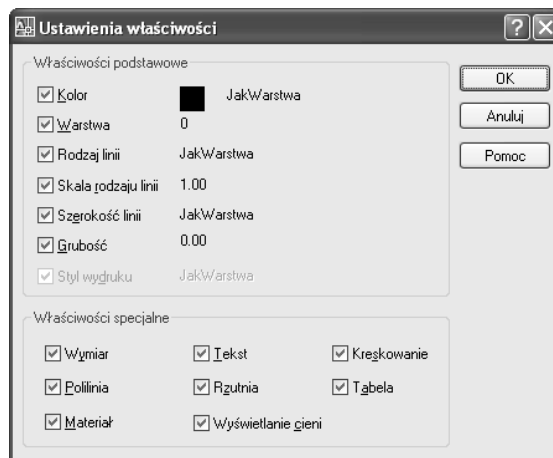 Ustawienia właściwości
Właściwości podstawowe
Kolor JakWarstwa
Warstwa 0
Rodzaj linii JakWarstwa
Skala rodzaju linii 1.00
Szerokość linii JakWarstwa
Grubość 0.00
Styl wydruku JakWarstwa
OK
Anuluj
Pomoc
Właściwości specjalne
Wymiar Tekst Kreskowanie
Polilinia Rzutnia Tabela
Materiał Wyświetlanie cieni